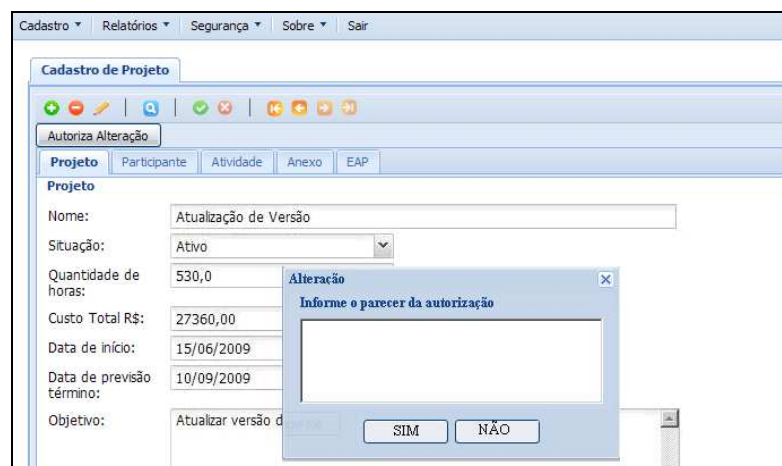 Cadastro Relatórios Segurança Sobre Sair
Cadastro de Projeto
Autoriza Alteração
Projeto Participante Atividade Anexo EAP
Projeto
Nome: Atualização de Versão
Situação: Ativo
Quantidade de horas: 530,0
Custo Total R$: 27360,00
Data de início: 15/06/2009
Data de previsão término: 10/09/2009
Objetivo: Atualizar versão d
Alteração
Informe o parecer da autorização
SIM NÃO